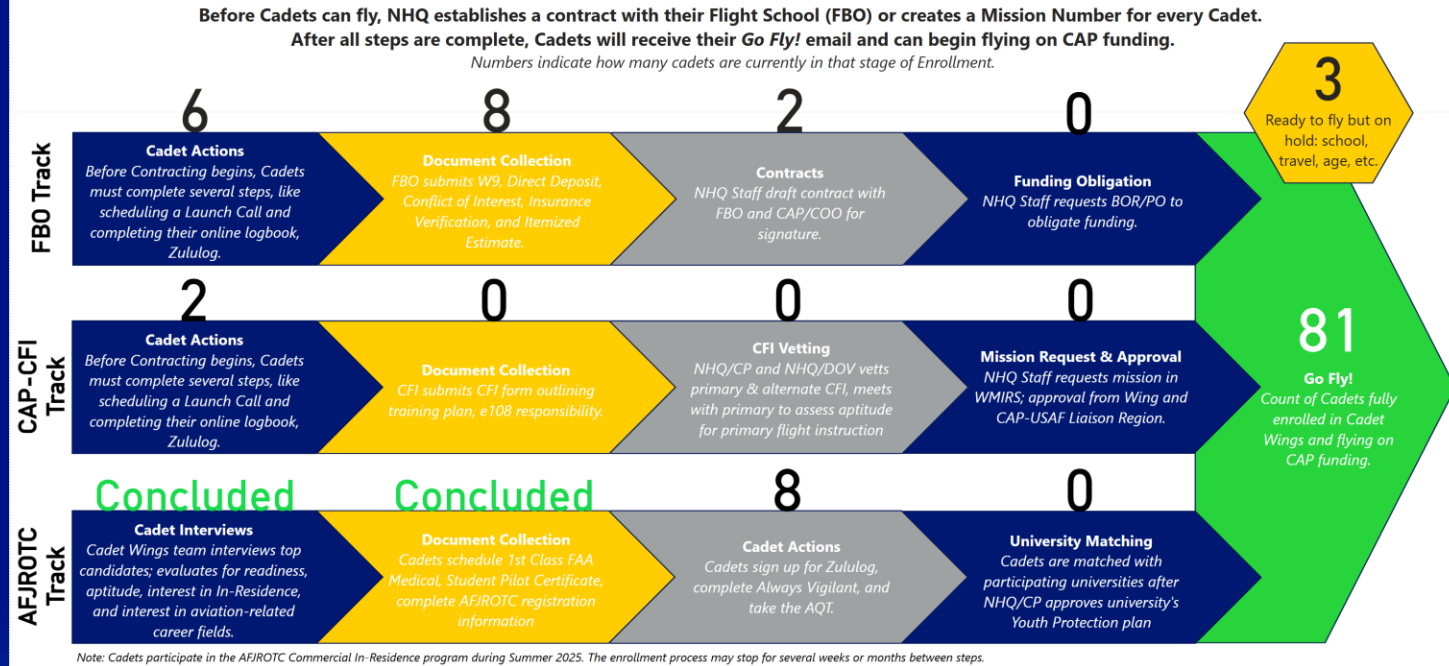 Before Cadets can fly, NHQ establishes a contract with their Flight School (FBO) or creates a Mission Number for every Cadet.
After all steps are complete, Cadets will receive their Go Fly! email and can begin flying on CAP funding.
Numbers indicate how many cadets are currently in that stage of Enrollment.
3
Ready to fly but on
hold: school,
travel, age, etc.
FBO Track
6
Cadet Actions
Before Contracting begins, Cadets
must complete several steps, like
scheduling a Launch Call and
completing their online logbook,
Zululog.
8
Document Collection
FBO submits W9, Direct Deposit,
Conflict of Interest, Insurance
Verification, and Itemized
Estimate.
2
Contracts
NHQ Staff draft contract with
FBO and CAP/COO for
signature.
0
Funding Obligation
NHQ Staff requests BOR/PO to
obligate funding.
CAP-CFI
Track
2
Cadet Actions
Before Contracting begins, Cadets
must complete several steps, like
scheduling a Launch Call and
completing their online logbook,
Zululog.
0
Document Collection
CFI submits CFI form outlining
training plan, e108 responsibility.
0
CFI Vetting
NHQ/CP and NHQ/DOV vetts
primary & alternate CFI, meets
with primary to assess aptitude
for primary flight instruction
0
Mission Request & Approval
NHQ Staff requests mission in
WMIRS; approval from Wing and
CAP-USAF Liaison Region.
81
Go Fly!
Count of Cadets fully
enrolled in Cadet
Wings and flying on
CAP funding.
AFJROTC
Track
Concluded
Cadet Interviews
Cadet Wings team interviews top
candidates; evaluates for readiness,
aptitude, interest in In-Residence,
and interest in aviation-related
career fields.
Concluded
Document Collection
Cadets schedule 1st Class FAA
Medical, Student Pilot Certificate,
complete AFJROTC registration
information
8
Cadet Actions
Cadets sign up for Zululog,
complete Always Vigilant, and
take the AQT.
0
University Matching
Cadets are matched with
participating universities after
NHQ/CP approves university's
Youth Protection plan
Note: Cadets participate in the AFJROTC Commercial In-Residence program during Summer 2025. The enrollment process may stop for several weeks or months between steps.